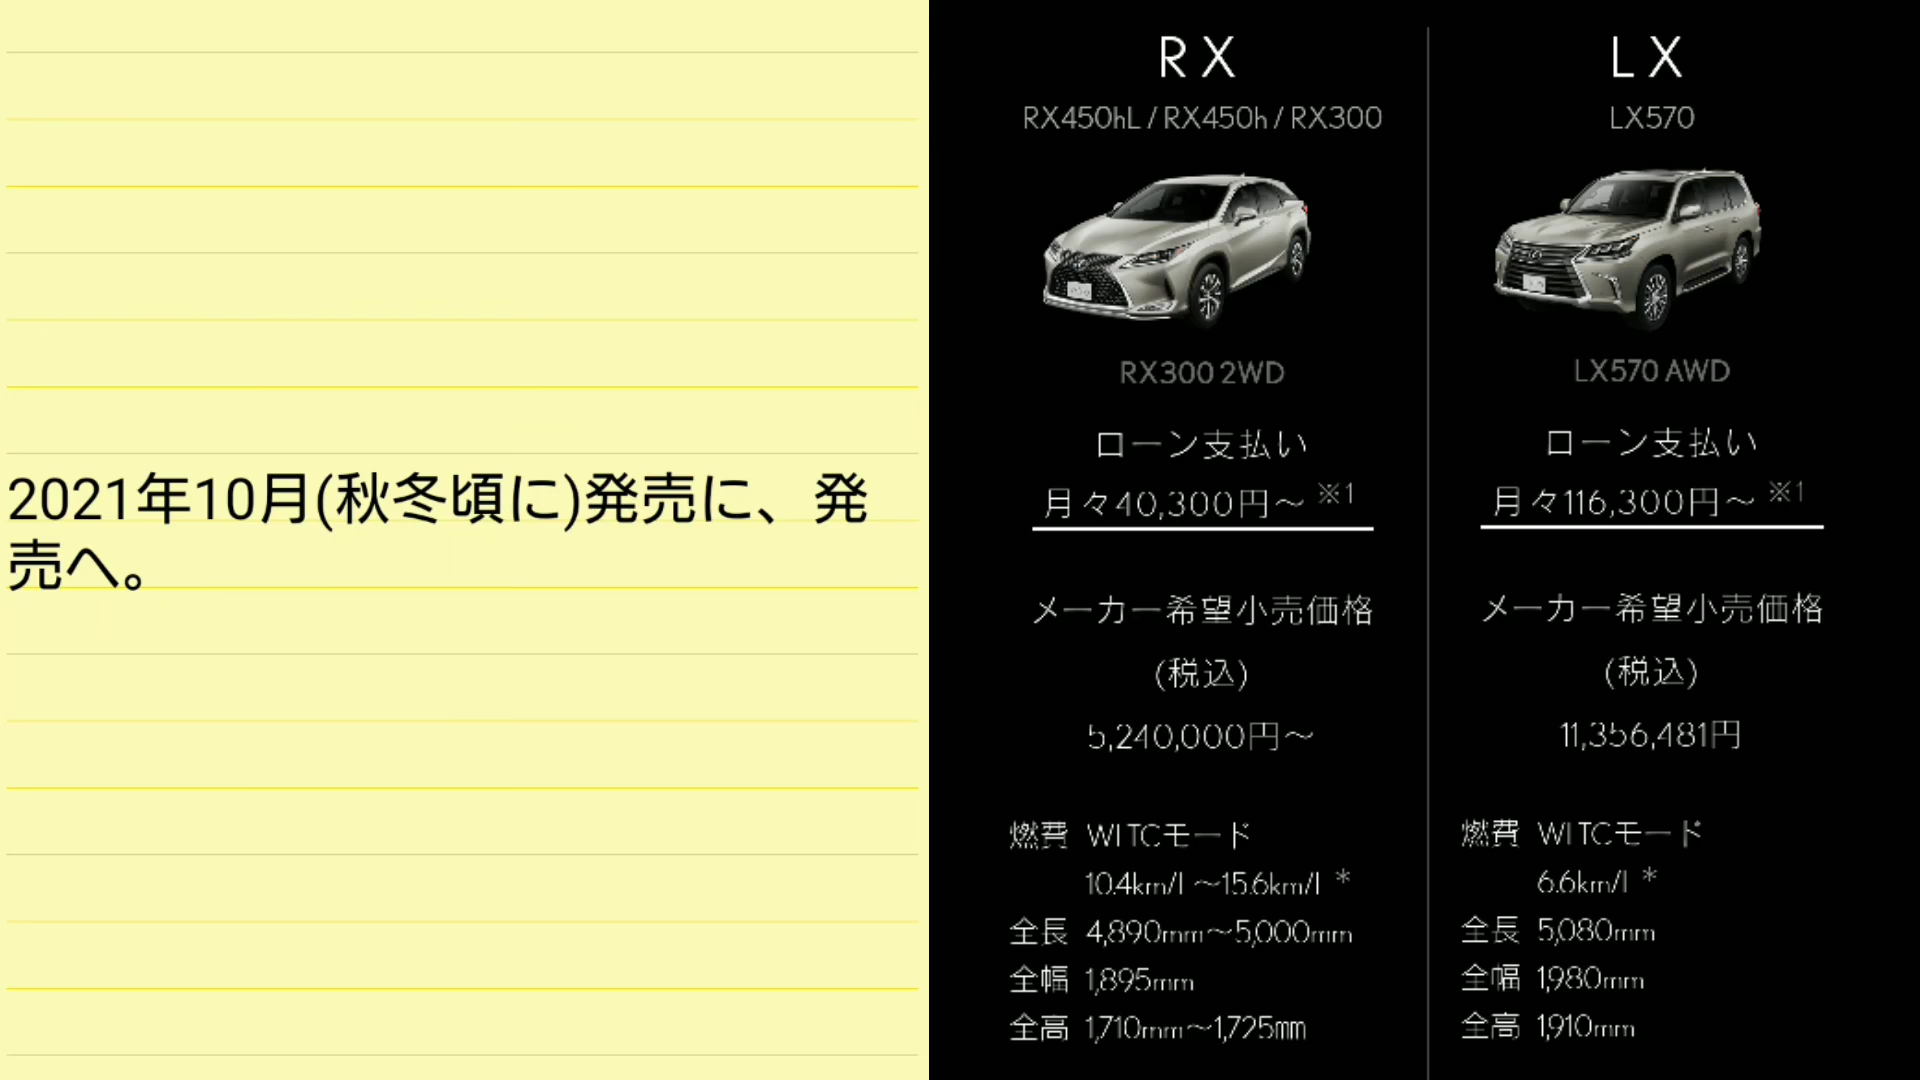 2021年10月(秋冬頃に)発売に、発
売へ。
RX
RX450hL / RX450h / RX300
RX300 2WD
ローン支払い
月々40,300円～ ※1
メーカー希望小売価格
(税込)
5,240,000円～
燃費 WLTCモード
10.4km/l ～15.6km/l *
全長 4,890mm～5,000mm
全幅 1,895mm
全高 1,710mm～1,725mm
LX
LX570
LX570 AWD
ローン支払い
月々116,300円～ ※1
メーカー希望小売価格
(税込)
11,356,481円
燃費 WLTCモード
6.6km/l *
全長 5,080mm
全幅 1,980mm
全高 1,910mm